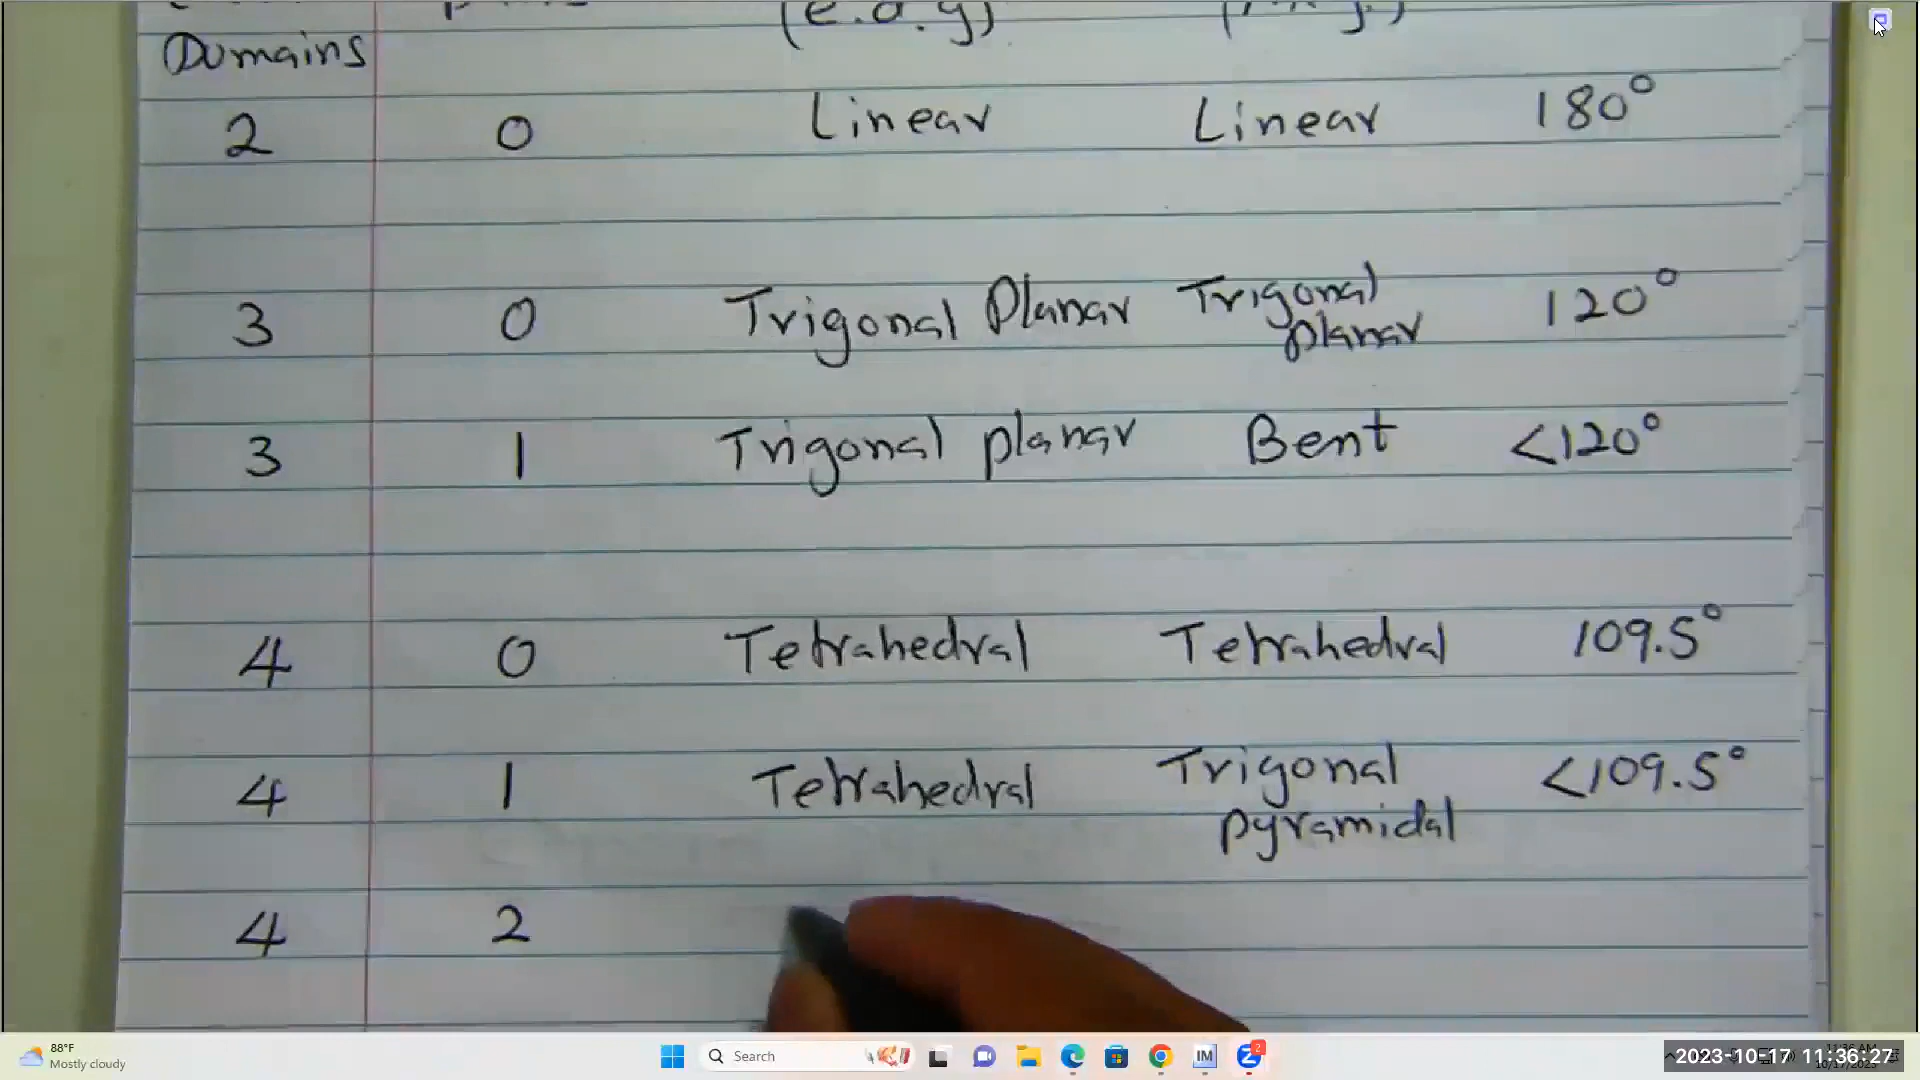 (e.d.g)
Domains
2 0 Linear Linear 180°
3 0 Trigonal Planar Trigonal planar 120°
3 1 Trigonal planar Bent <120°
4 0 Tetrahedral Tetrahedral 109.5°
4 1 Tetrahedral Trigonal pyramidal <109.5°
4 2
88°F
Mostly cloudy
Search
IM
2
2023-10-17 11:36:27